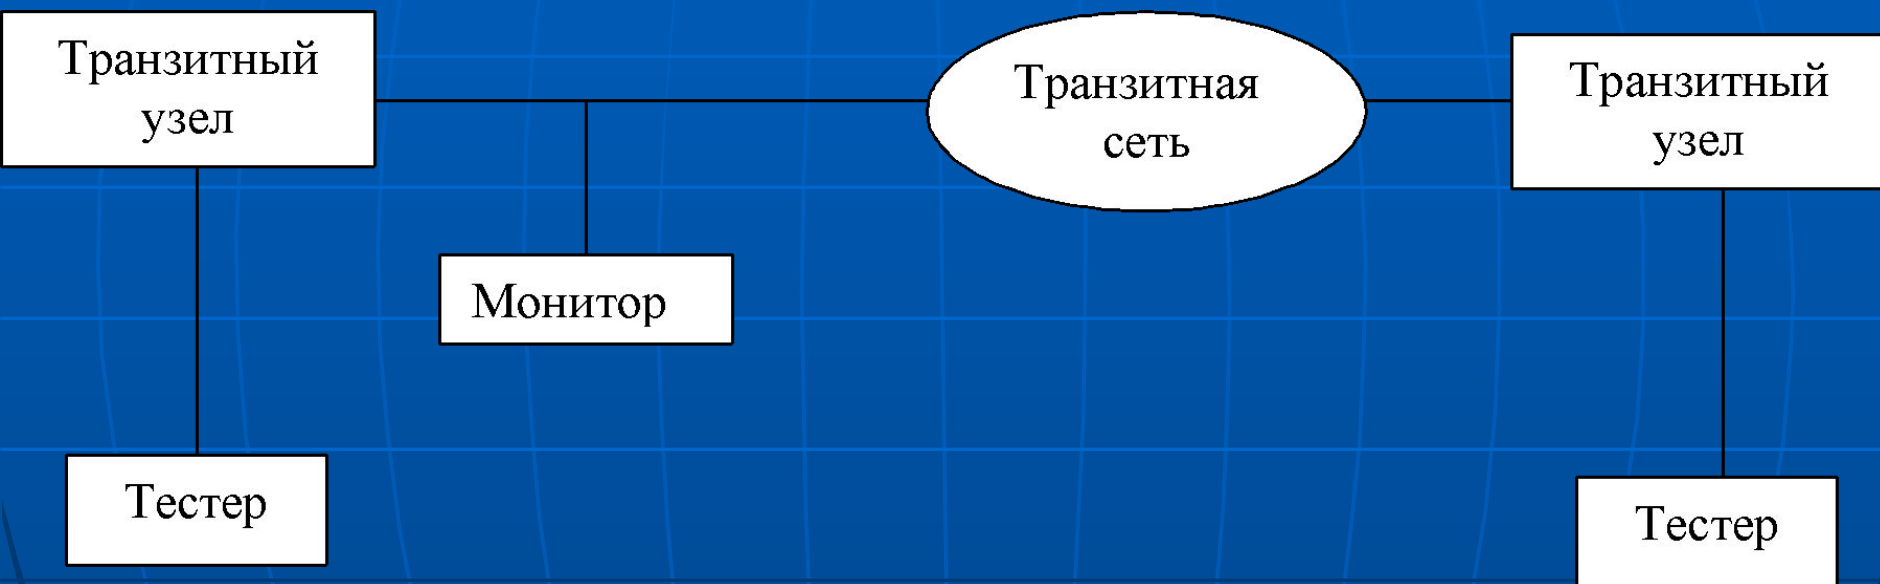 Транзитный
узел
Транзитная
сеть
Транзитный
узел
Монитор
Тестер
Тестер